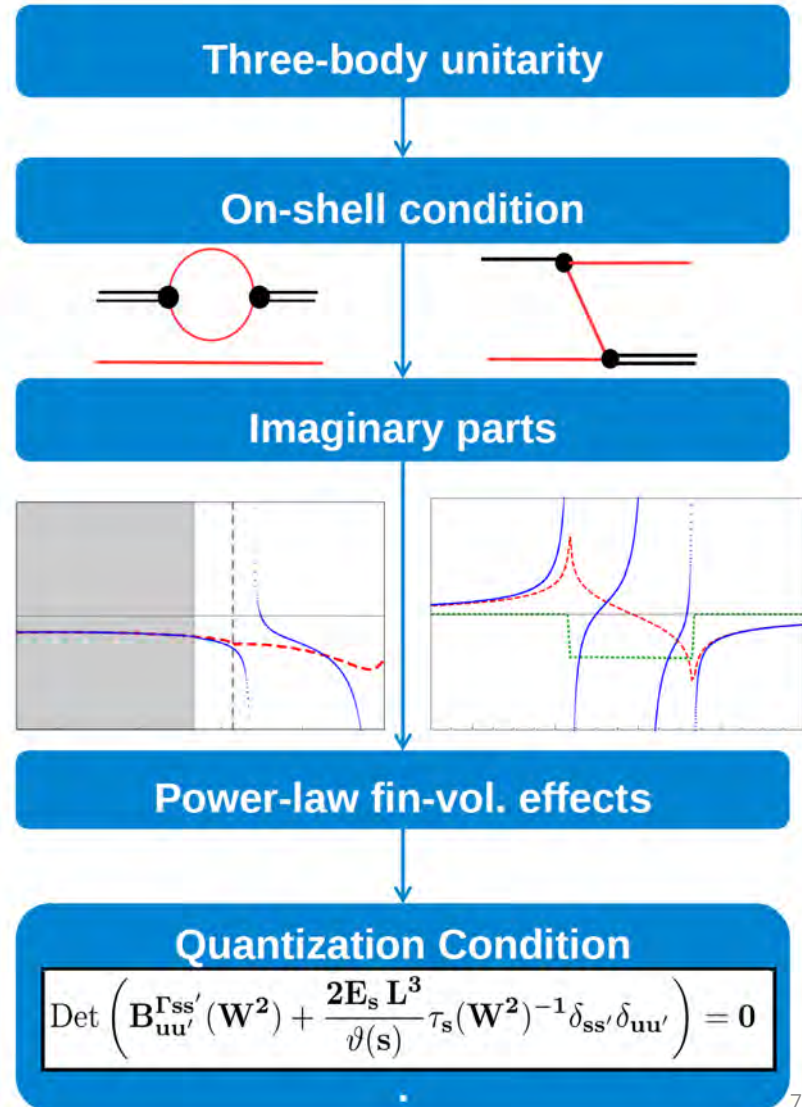 Three-body unitarity
On-shell condition
Imaginary parts
Power-law fin-vol. effects
Quantization Condition
Det ( B^{Γss'}_{uu'} (W²) + \frac{2E_s L³}{ϑ(s)} τ_s(W²)^{-1} δ_{ss'} δ_{uu'} ) = 0
.
7